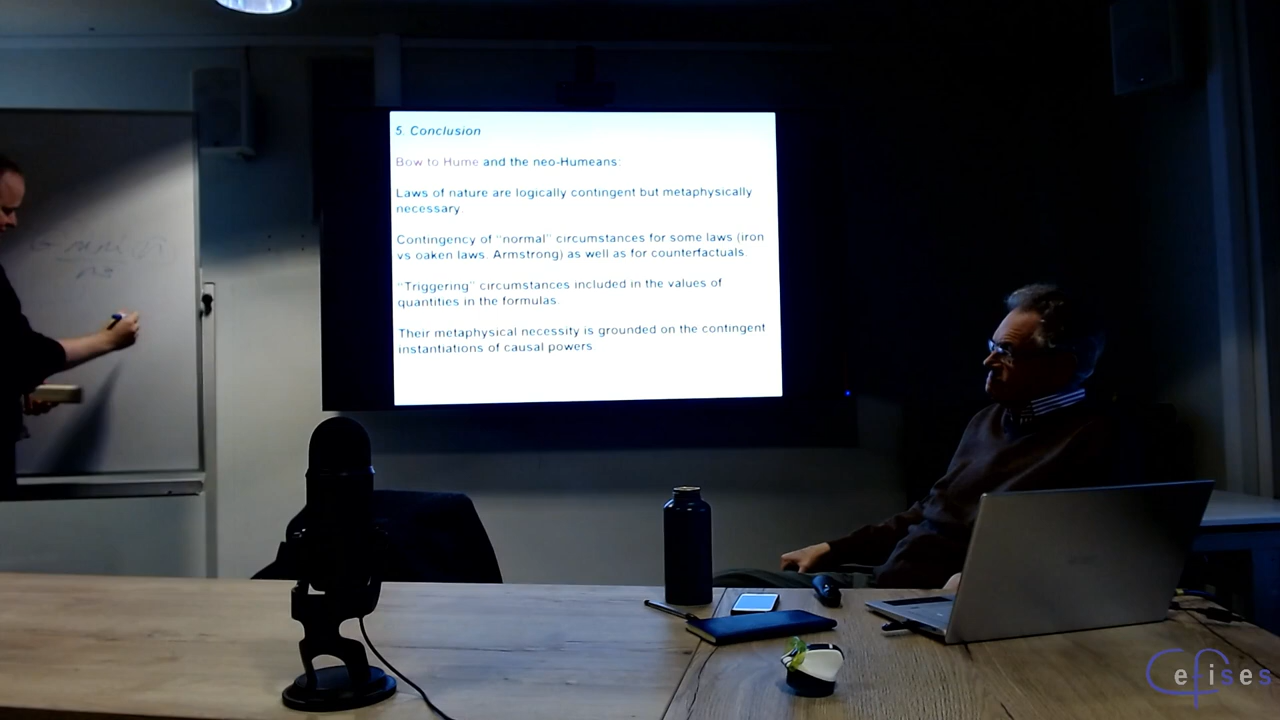 5. Conclusion
Bow to Hume and the neo-Humeans:
Laws of nature are logically contingent but metaphysically
necessary.
Contingency of “normal” circumstances for some laws (iron
vs oaken laws. Armstrong) as well as for counterfactuals.
“Triggering” circumstances included in the values of
quantities in the formulas.
Their metaphysical necessity is grounded on the contingent
instantiations of causal powers
Cefises